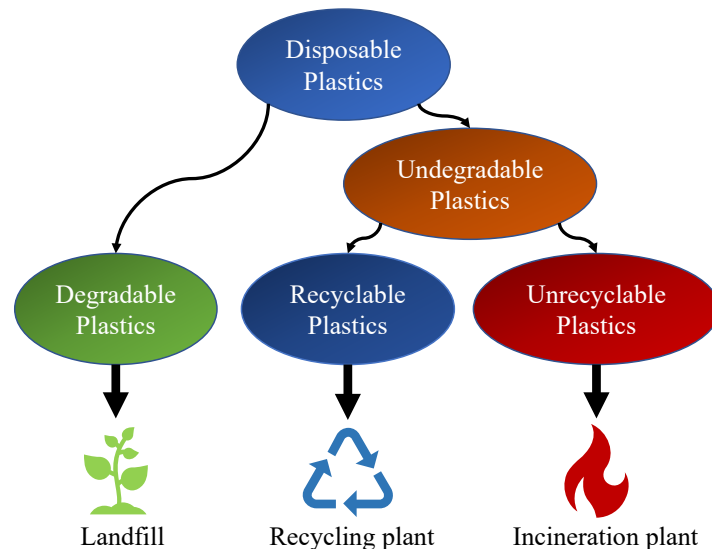 Disposable
Plastics
Undegradable
Plastics
Degradable
Plastics
Recyclable
Plastics
Unrecyclable
Plastics
Landfill
Recycling plant
Incineration plant